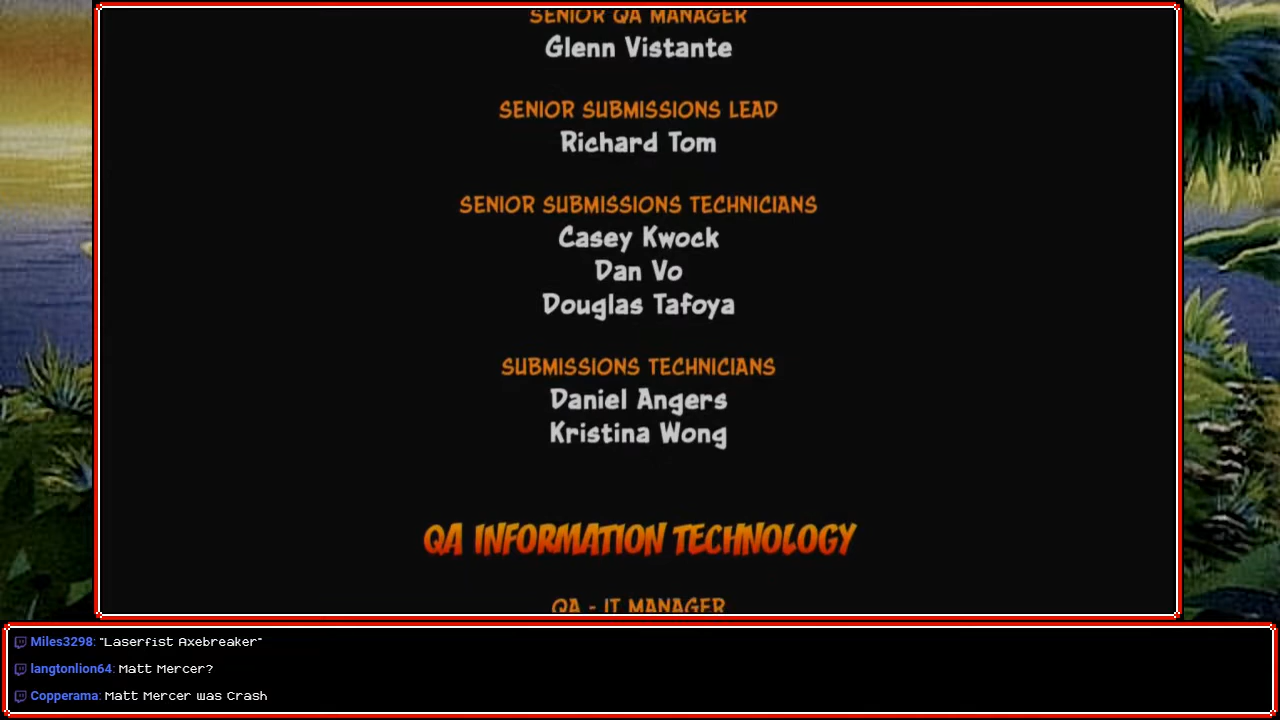 SENIOR QA MANAGER
Glenn Vistante
SENIOR SUBMISSIONS LEAD
Richard Tom
SENIOR SUBMISSIONS TECHNICIANS
Casey Kwock
Dan Vo
Douglas Tafoya
SUBMISSIONS TECHNICIANS
Daniel Angers
Kristina Wong
QA INFORMATION TECHNOLOGY
QA - IT MANAGER
Miles3298: "Laserfist Axebreaker"
langtonlion64: Matt Mercer?
Copperama: Matt Mercer was Crash